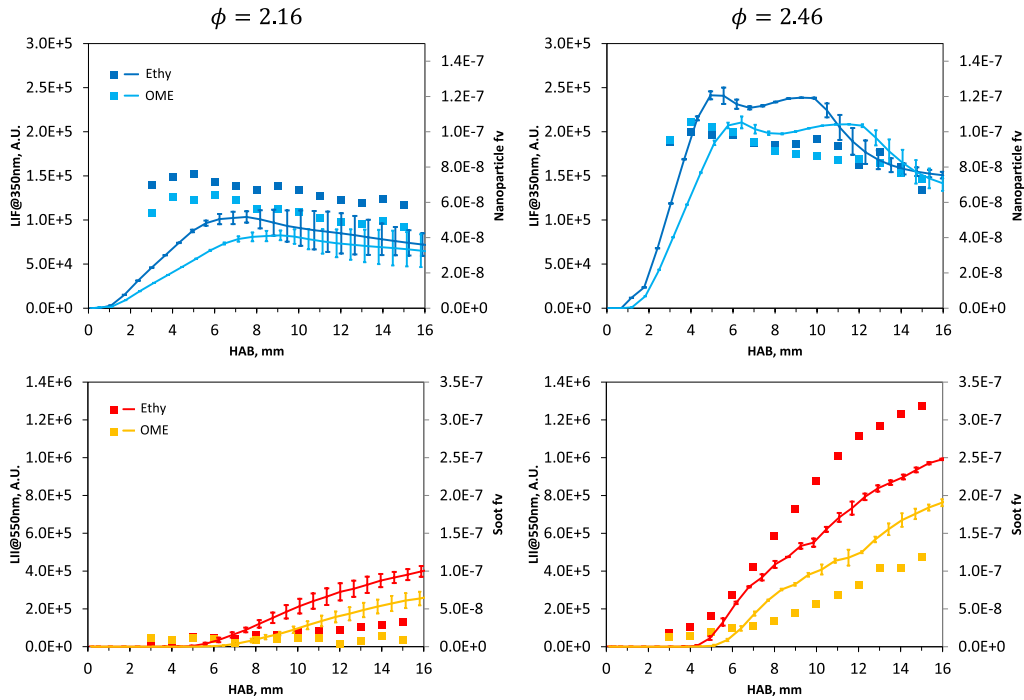 ϕ = 2.16
ϕ = 2.46
3.0E+5
2.5E+5
2.0E+5
1.5E+5
1.0E+5
5.0E+4
0.0E+0
LIF@350nm, A.U.
Ethy
OME
1.4E-7
1.2E-7
1.0E-7
8.0E-8
6.0E-8
4.0E-8
2.0E-8
0.0E+0
Nanoparticle fv
0 2 4 6 8 10 12 14 16
HAB, mm
3.0E+5
2.5E+5
2.0E+5
1.5E+5
1.0E+5
5.0E+4
0.0E+0
LIF@350nm, A.U.
1.4E-7
1.2E-7
1.0E-7
8.0E-8
6.0E-8
4.0E-8
2.0E-8
0.0E+0
Nanoparticle fv
0 2 4 6 8 10 12 14 16
HAB, mm
1.4E+6
1.2E+6
1.0E+6
8.0E+5
6.0E+5
4.0E+5
2.0E+5
0.0E+0
LII@550nm, A.U.
Ethy
OME
3.5E-7
3.0E-7
2.5E-7
2.0E-7
1.5E-7
1.0E-7
5.0E-8
0.0E+0
Soot fv
0 2 4 6 8 10 12 14 16
HAB, mm
1.4E+6
1.2E+6
1.0E+6
8.0E+5
6.0E+5
4.0E+5
2.0E+5
0.0E+0
LII@550nm, A.U.
3.5E-7
3.0E-7
2.5E-7
2.0E-7
1.5E-7
1.0E-7
5.0E-8
0.0E+0
Soot fv
0 2 4 6 8 10 12 14 16
HAB, mm